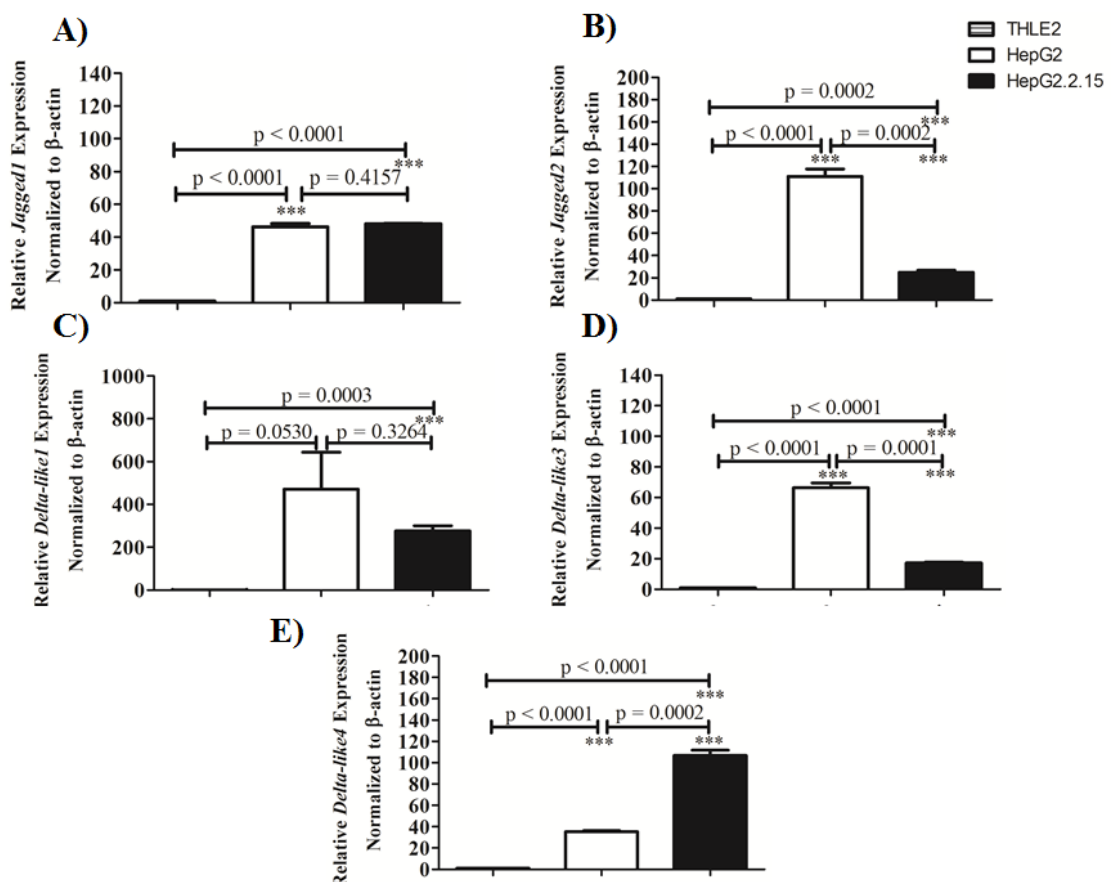 A)
Relative Jagged1 Expression
Normalized to β-actin
140
120
100
80
60
40
20
0
p < 0.0001
***
p < 0.0001
p = 0.4157
***
B)
Relative Jagged2 Expression
Normalized to β-actin
200
180
160
140
120
100
80
60
40
20
0
p = 0.0002
***
p < 0.0001
p = 0.0002
***
***
THLE2
HepG2
HepG2.2.15
C)
Relative Delta-like1 Expression
Normalized to β-actin
1000
800
600
400
200
0
p = 0.0003
***
p = 0.0530
p = 0.3264
D)
Relative Delta-like3 Expression
Normalized to β-actin
140
120
100
80
60
40
20
0
p < 0.0001
***
p < 0.0001
p = 0.0001
***
***
E)
Relative Delta-like4 Expression
Normalized to β-actin
200
180
160
140
120
100
80
60
40
20
0
p < 0.0001
***
p < 0.0001
p = 0.0002
***
***